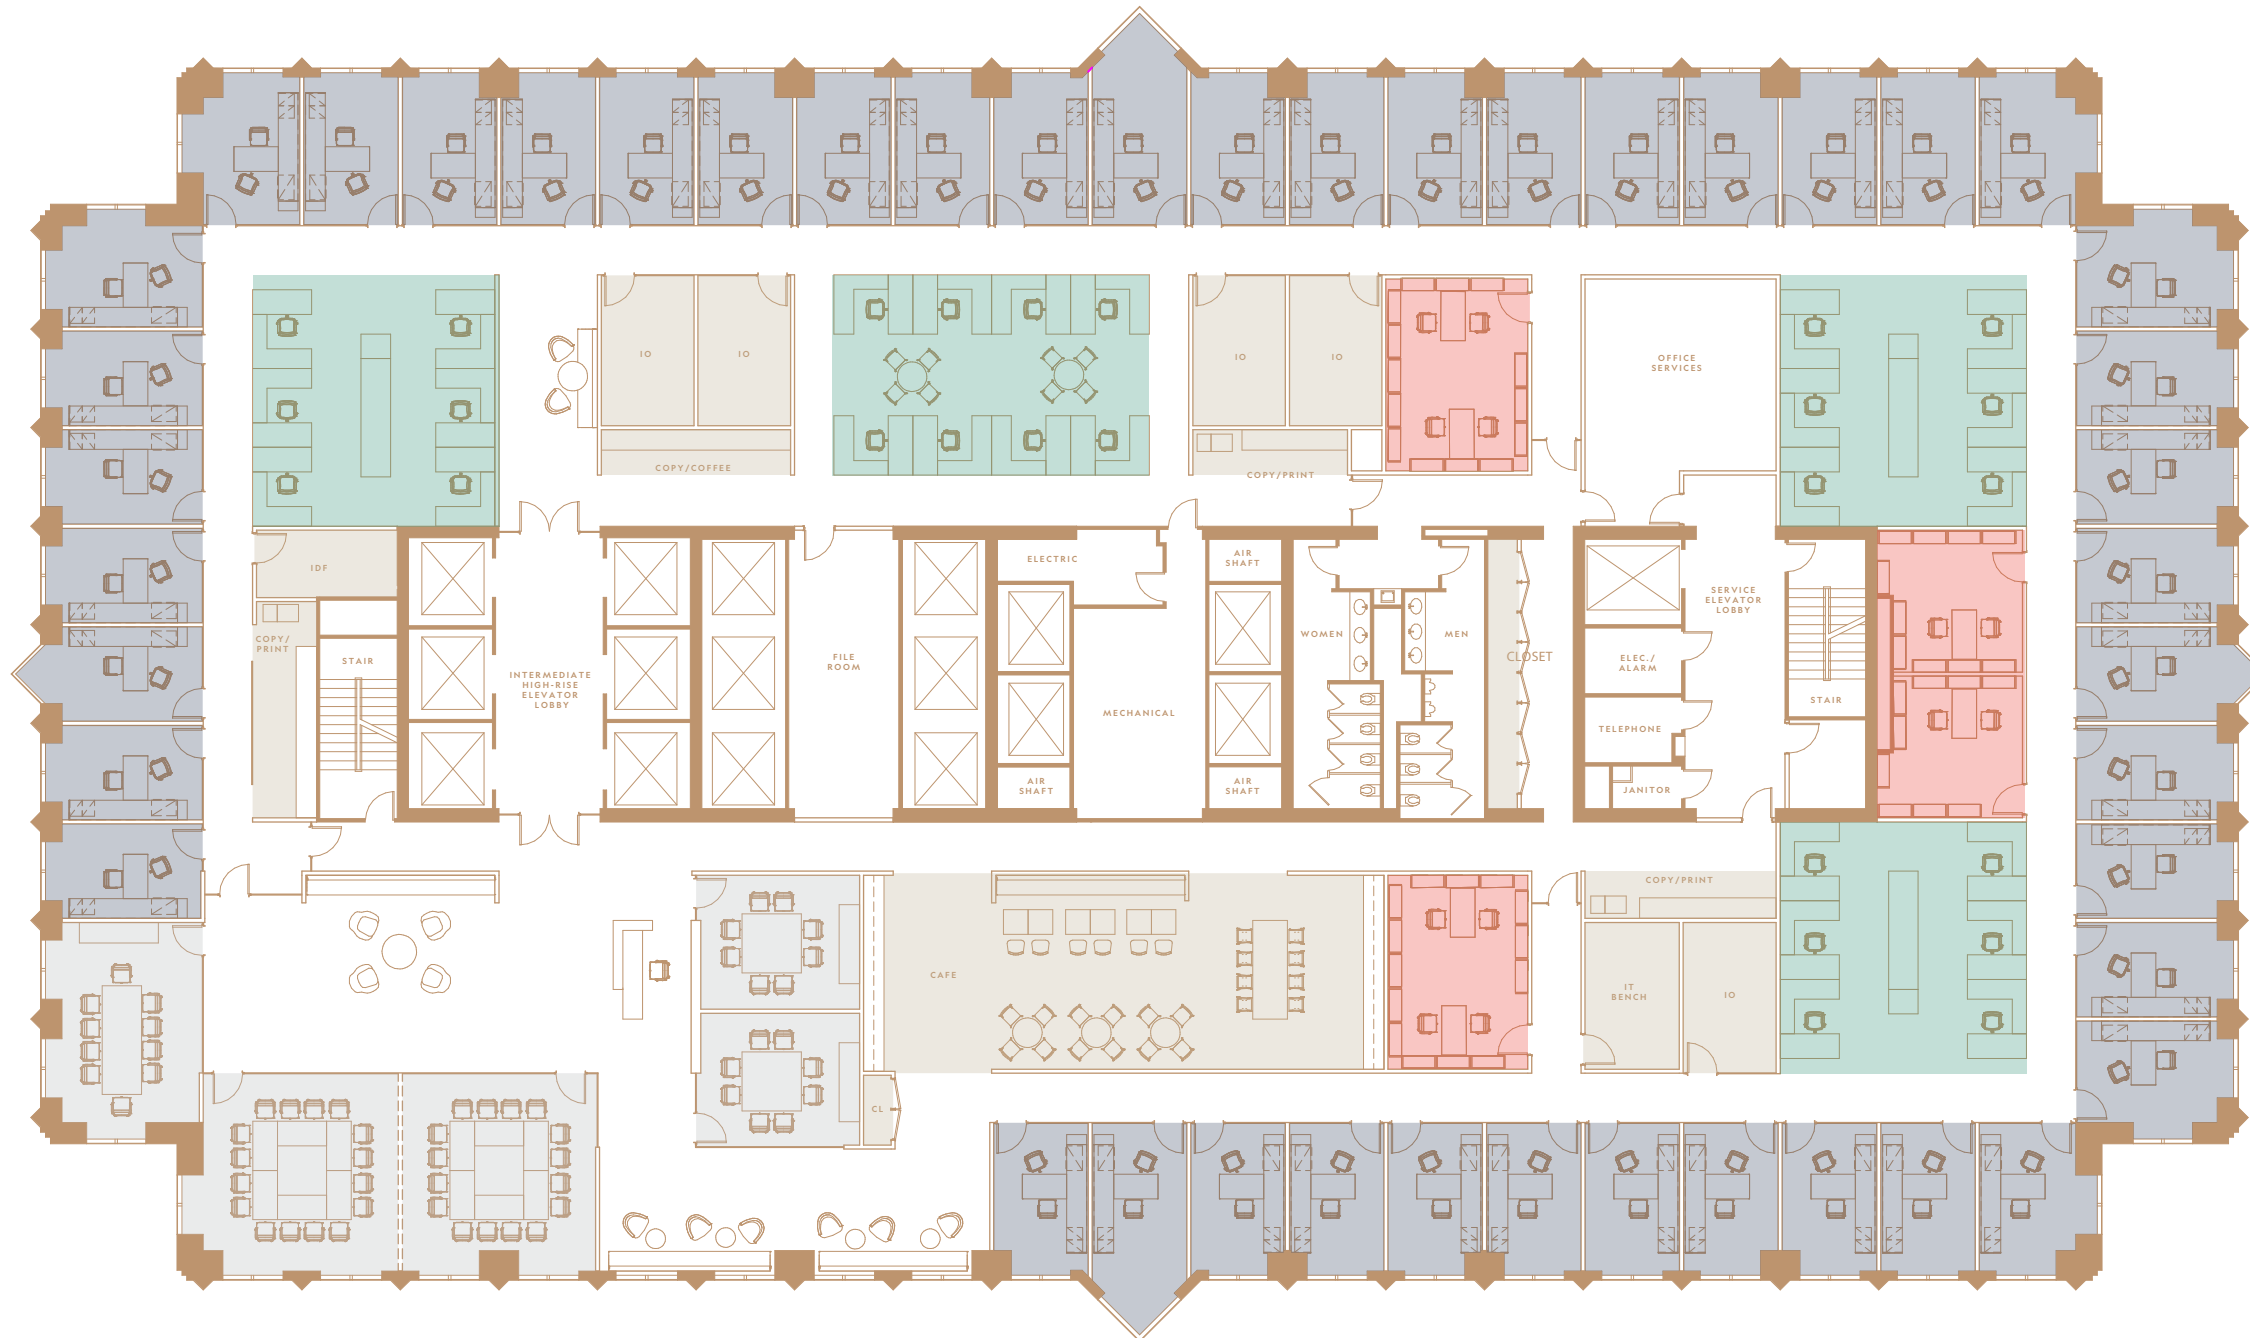 IO
IO
COPY/COFFEE
IO
IO
COPY/PRINT
OFFICE
SERVICES
IDF
COPY/
PRINT
STAIR
INTERMEDIATE
HIGH-RISE
ELEVATOR
LOBBY
FILE
ROOM
ELECTRIC
AIR
SHAFT
MECHANICAL
AIR
SHAFT
AIR
SHAFT
WOMEN
MEN
CLOSET
ELEC./
ALARM
TELEPHONE
JANITOR
SERVICE
ELEVATOR
LOBBY
STAIR
CAFE
CL
COPY/PRINT
IT
BENCH
IO